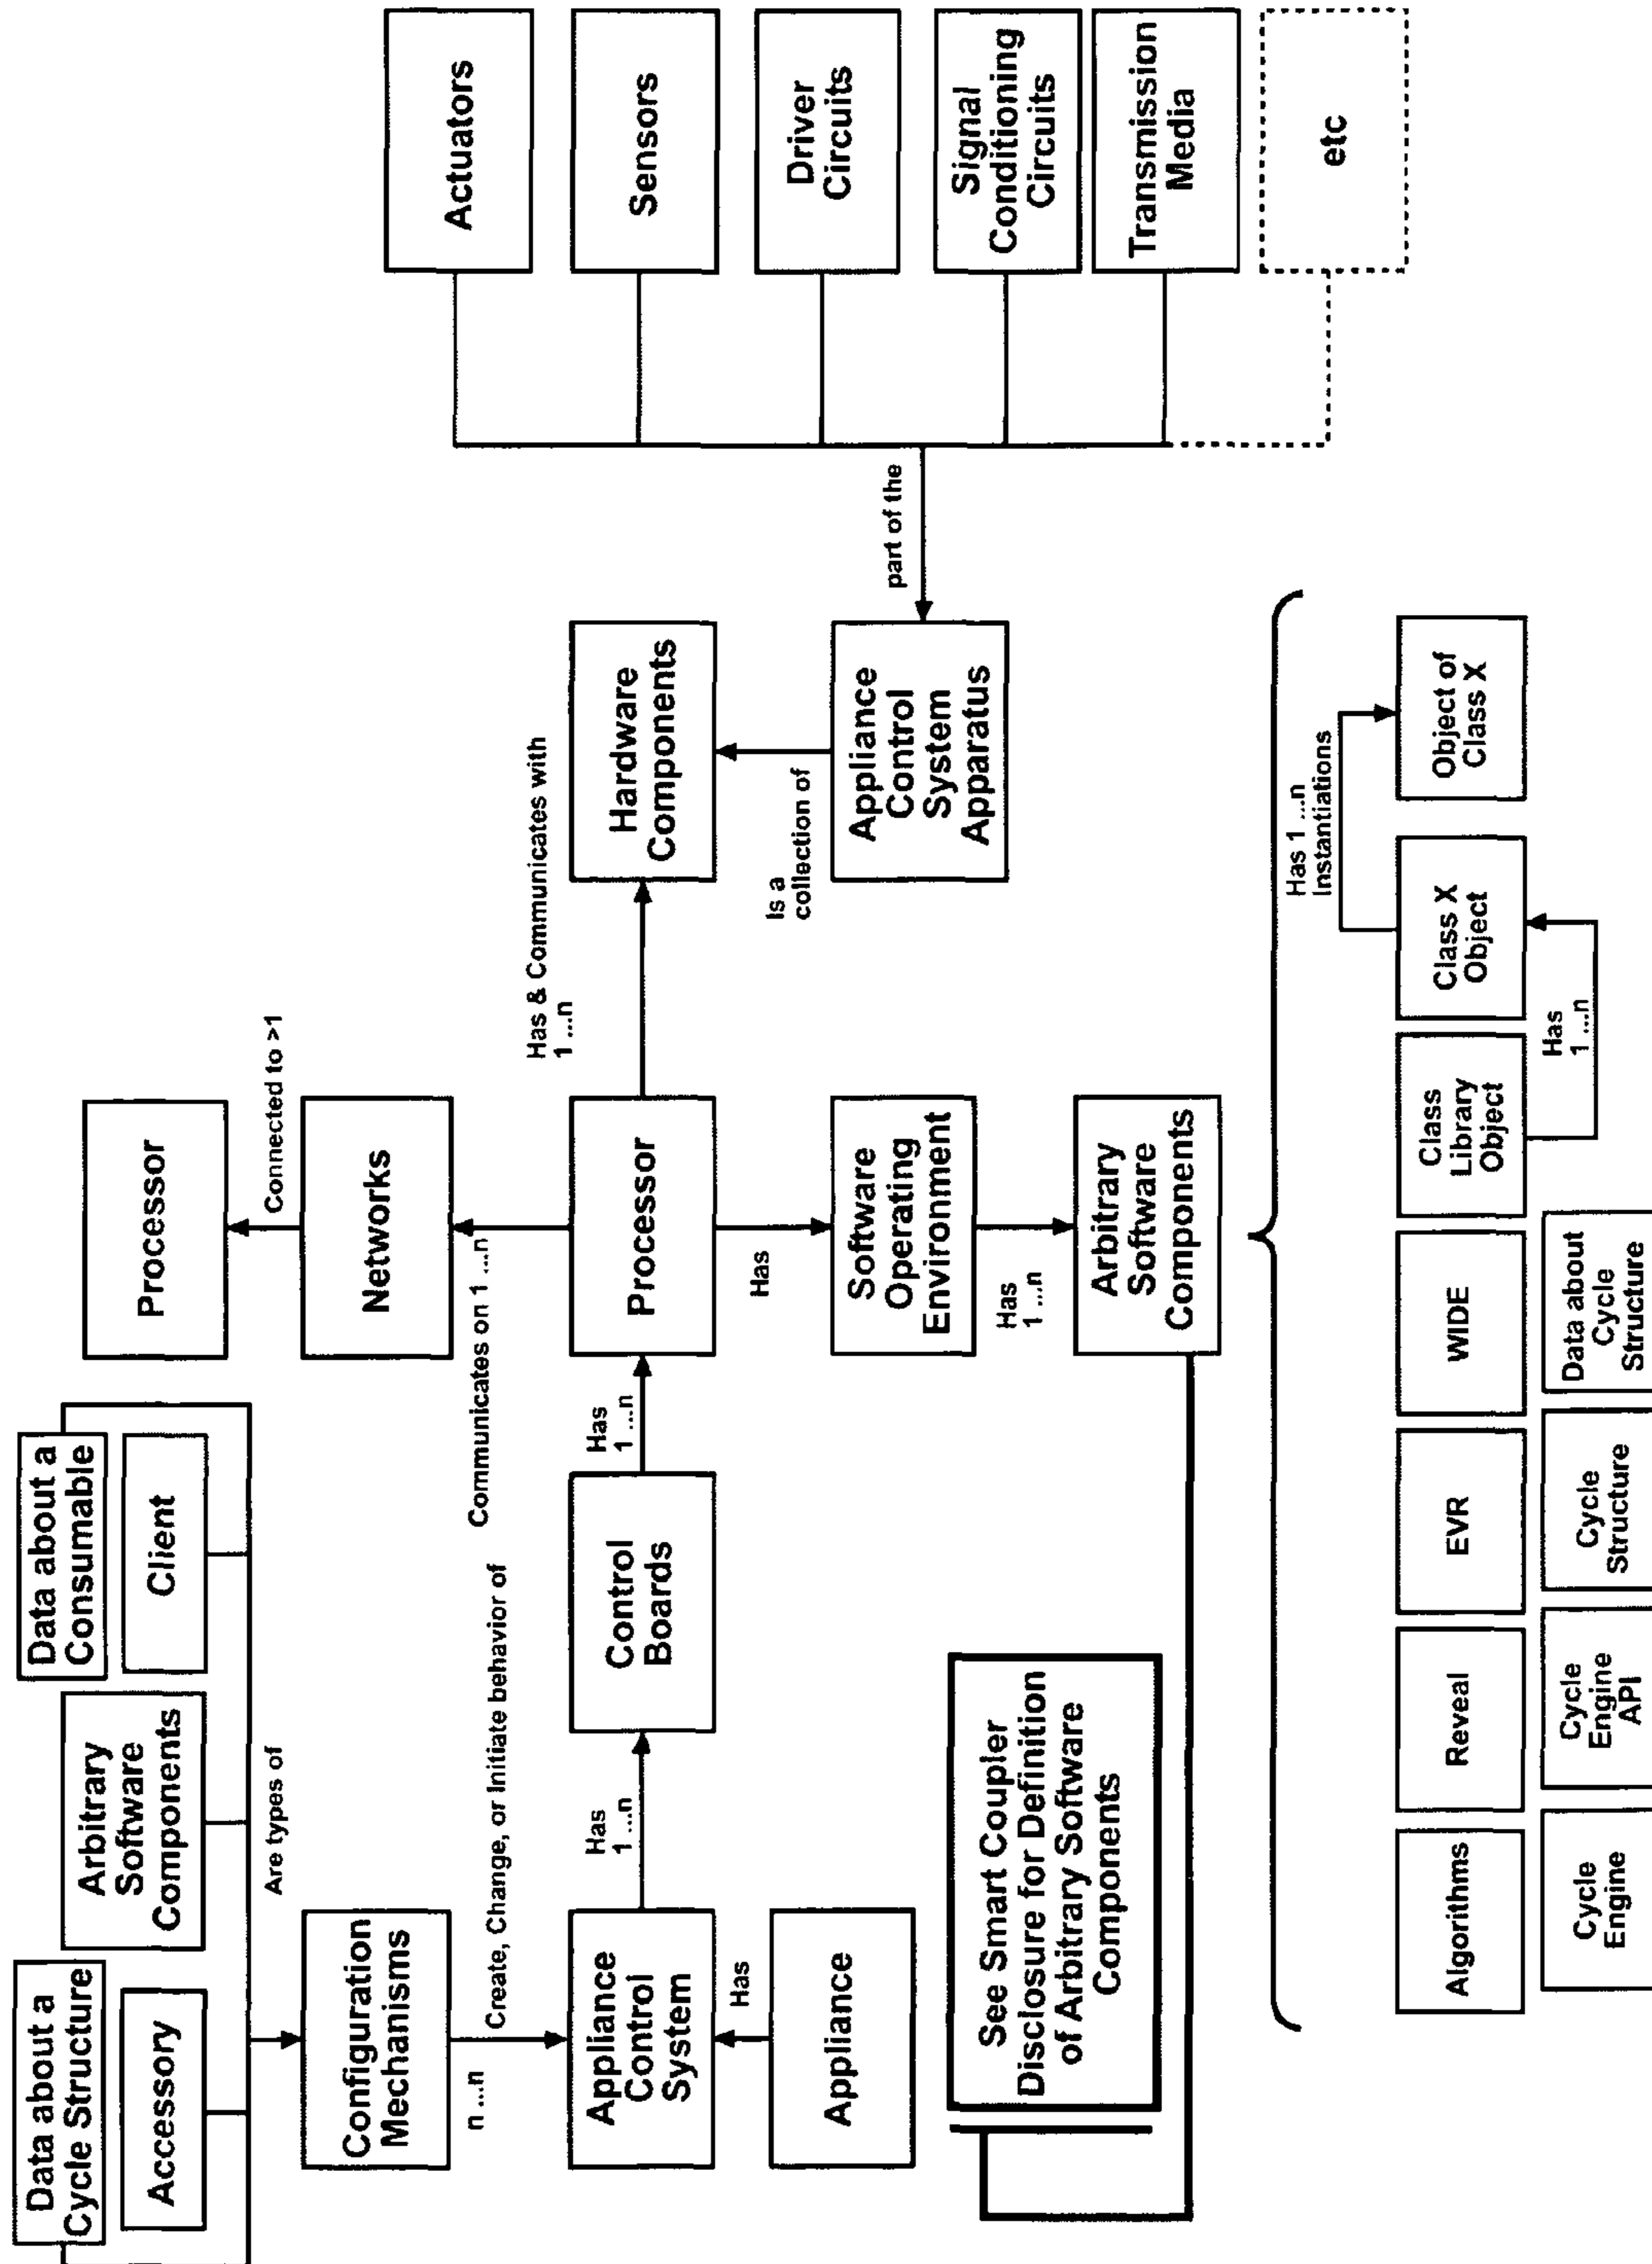 Data about a
Cycle Structure
Accessory
Arbitrary
Software
Components
Data about a
Consumable
Client
Are types of
Configuration
Mechanisms
n ...n
Create, Change, or Initiate behavior of
Appliance
Control
System
Has
Appliance
Has
1 ...n
Control
Boards
Has
1 ...n
Processor
Connected to >1
Networks
Communicates on 1 ...n
Processor
Has & Communicates with
1 ...n
Hardware
Components
Is a
collection of
Appliance
Control
System
Apparatus
part of the
Actuators
Sensors
Driver
Circuits
Signal
Conditioning
Circuits
Transmission
Media
etc
Has
Software
Operating
Environment
Has
1 ...n
Arbitrary
Software
Components
See Smart Coupler
Disclosure for Definition
of Arbitrary Software
Components
Algorithms
Reveal
EVR
WIDE
Class
Library
Object
Has
1 ...n
Class X
Object
Has 1 ...n
Instantiations
Object of
Class X
Cycle
Engine
Cycle
Engine
API
Cycle
Structure
Data about
Cycle
Structure